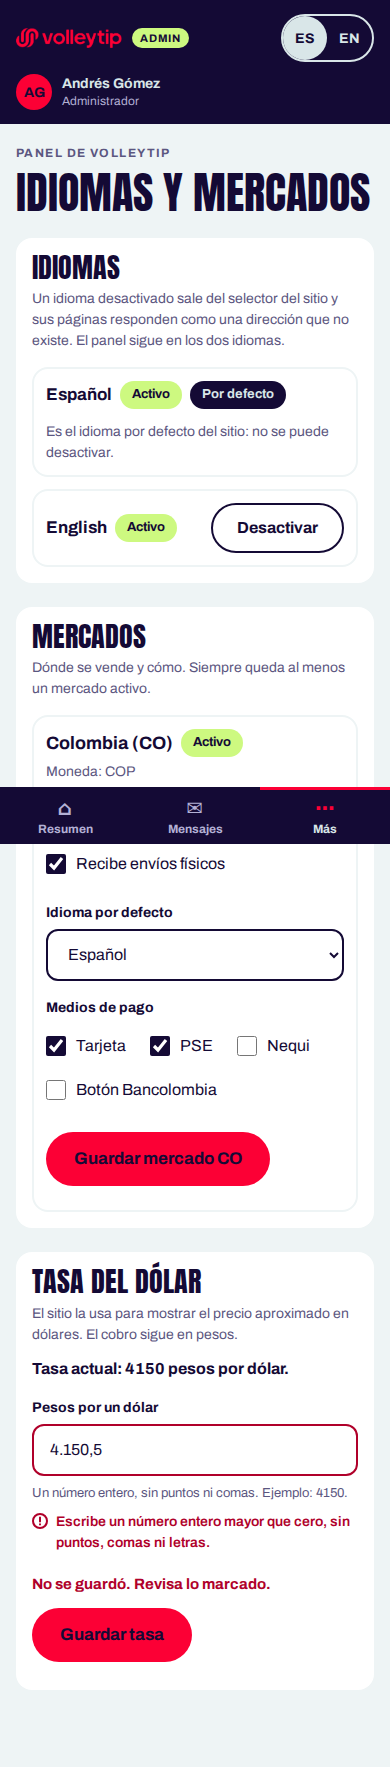 volleytip ADMIN ES EN
AG Andrés Gómez
Administrador
PANEL DE VOLLEYTIP
IDIOMAS Y MERCADOS
IDIOMAS
Un idioma desactivado sale del selector del sitio y
sus páginas responden como una dirección que no
existe. El panel sigue en los dos idiomas.
Español Activo Por defecto
Es el idioma por defecto del sitio: no se puede
desactivar.
English Activo Desactivar
MERCADOS
Dónde se vende y cómo. Siempre queda al menos
un mercado activo.
Colombia (CO) Activo
Moneda: COP
Resumen Mensajes Más
Recibe envíos físicos
Idioma por defecto
Español
Medios de pago
Tarjeta PSE Nequi
Botón Bancolombia
Guardar mercado CO
TASA DEL DÓLAR
El sitio la usa para mostrar el precio aproximado en
dólares. El cobro sigue en pesos.
Tasa actual: 4150 pesos por dólar.
Pesos por un dólar
4.150,5
Un número entero, sin puntos ni comas. Ejemplo: 4150.
Escribe un número entero mayor que cero, sin
puntos, comas ni letras.
No se guardó. Revisa lo marcado.
Guardar tasa